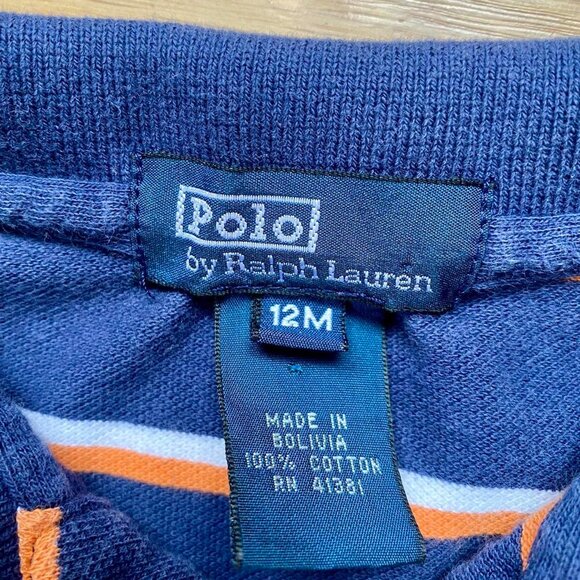 Polo
by Ralph Lauren
12M
MADE IN
BOLIVIA
100% COTTON
RN 41381